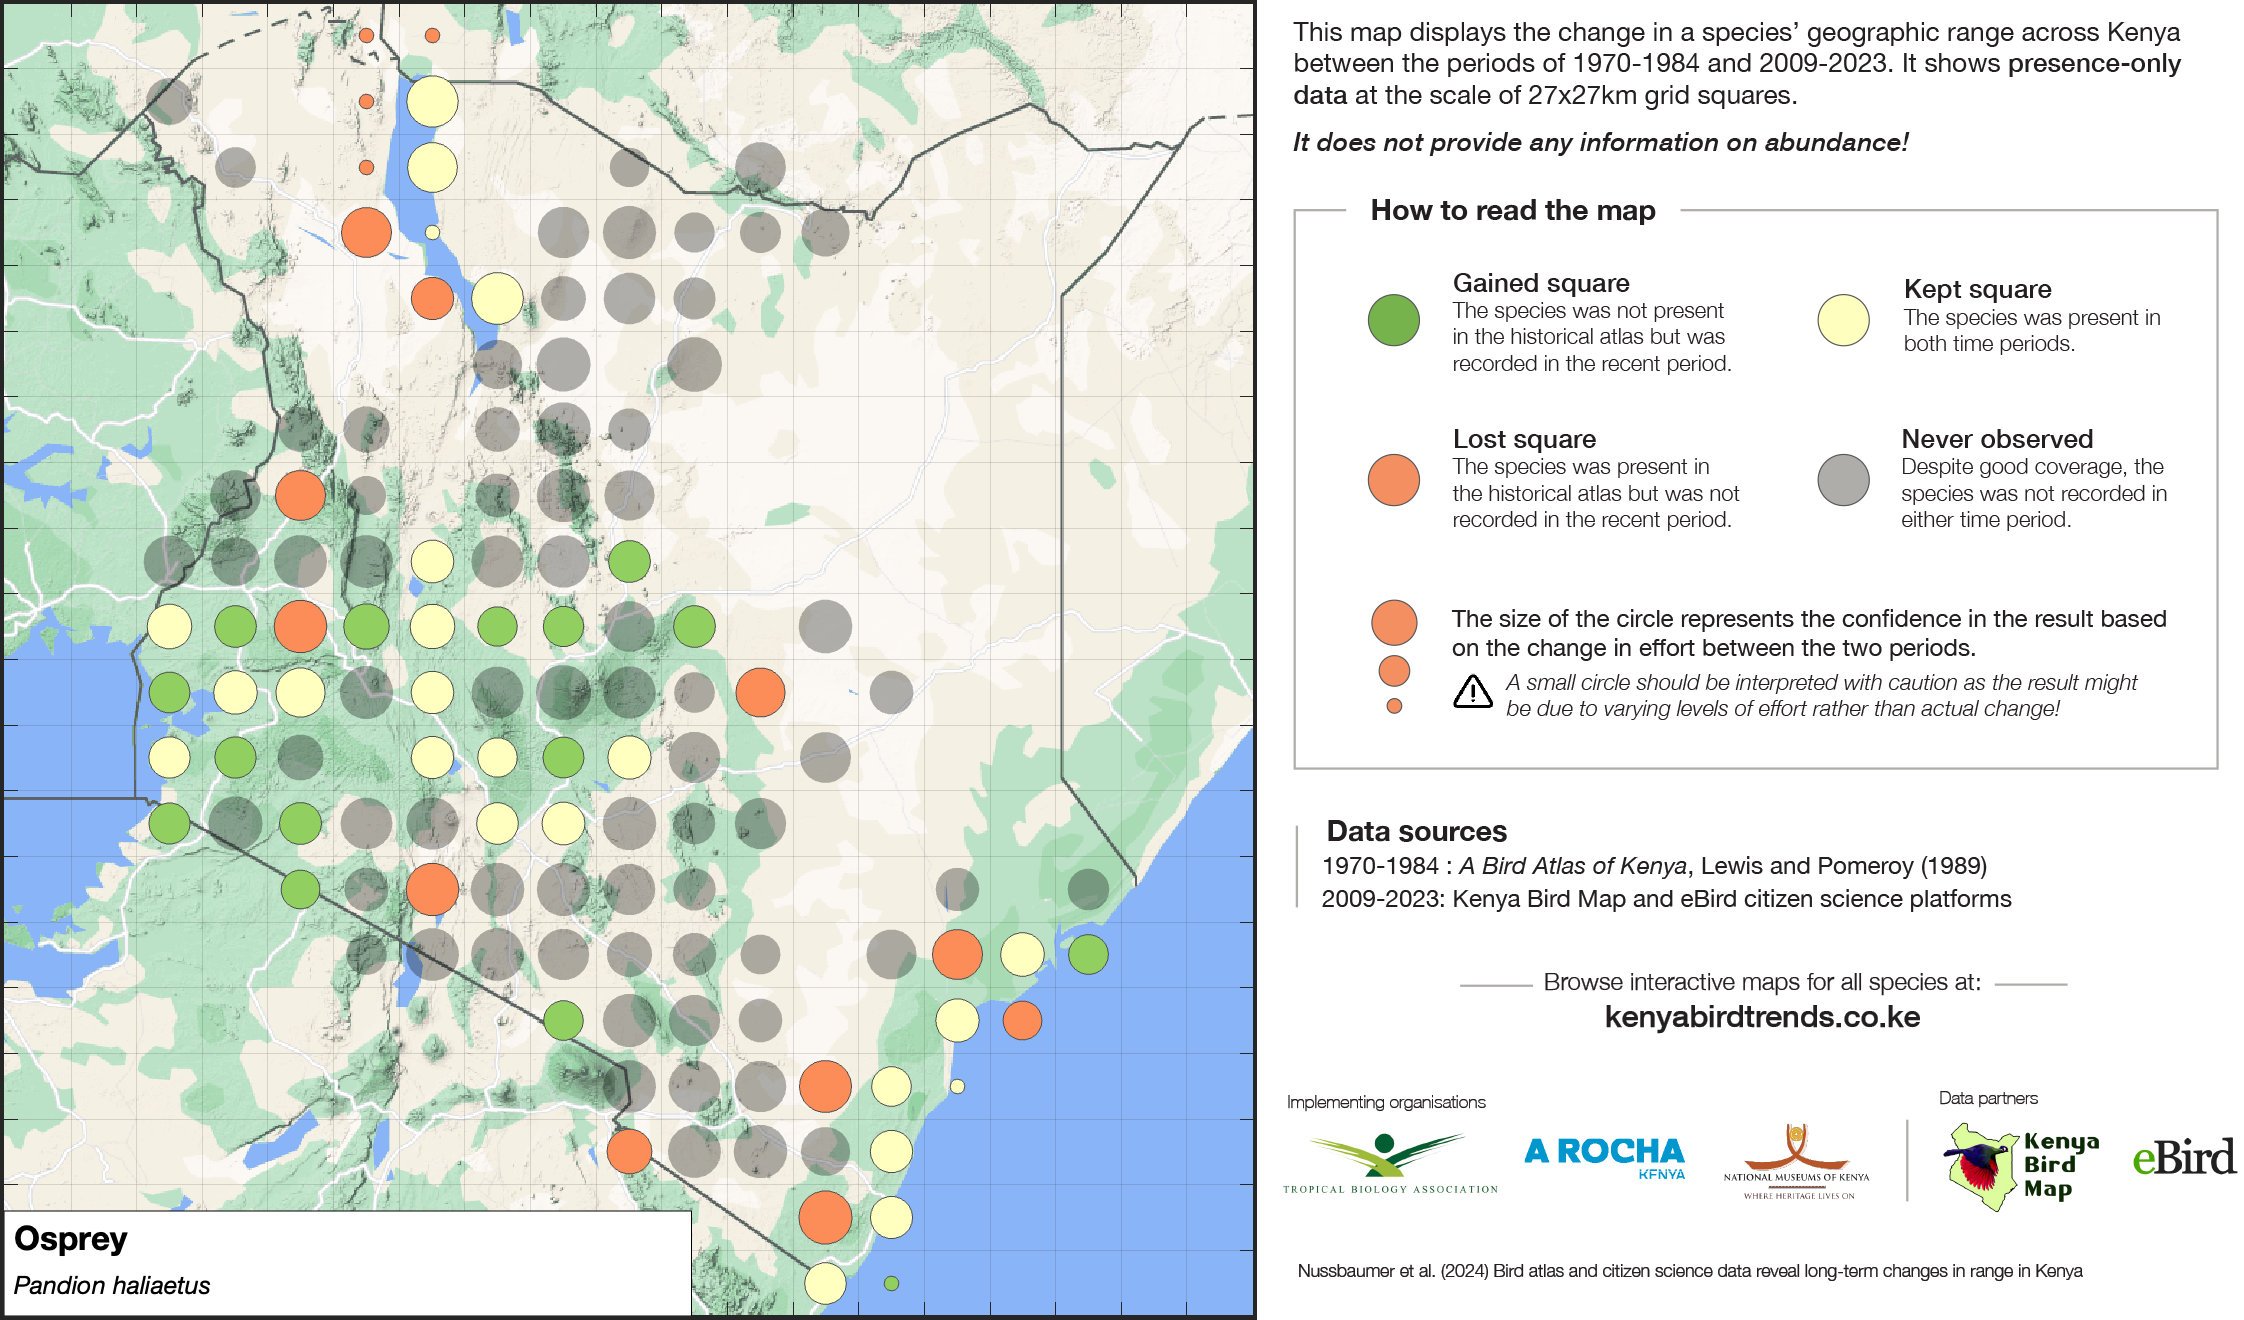 This map displays the change in a species’ geographic range across Kenya
between the periods of 1970-1984 and 2009-2023. It shows presence-only
data at the scale of 27x27km grid squares.
It does not provide any information on abundance!
How to read the map
Gained square
The species was not present
in the historical atlas but was
recorded in the recent period.
Kept square
The species was present in
both time periods.
Lost square
The species was present in
the historical atlas but was not
recorded in the recent period.
Never observed
Despite good coverage, the
species was not recorded in
either time period.
The size of the circle represents the confidence in the result based
on the change in effort between the two periods.
A small circle should be interpreted with caution as the result might
be due to varying levels of effort rather than actual change!
Data sources
1970-1984 : A Bird Atlas of Kenya, Lewis and Pomeroy (1989)
2009-2023: Kenya Bird Map and eBird citizen science platforms
Browse interactive maps for all species at:
kenyabirdtrends.co.ke
Implementing organisations
Data partners
TROPICAL BIOLOGY ASSOCIATION
A ROCHA
KENYA
NATIONAL MUSEUMS OF KENYA
WHERE HERITAGE LIVES ON
Kenya
Bird
Map
eBird
Nussbaumer et al. (2024) Bird atlas and citizen science data reveal long-term changes in range in Kenya
Osprey
Pandion haliaetus